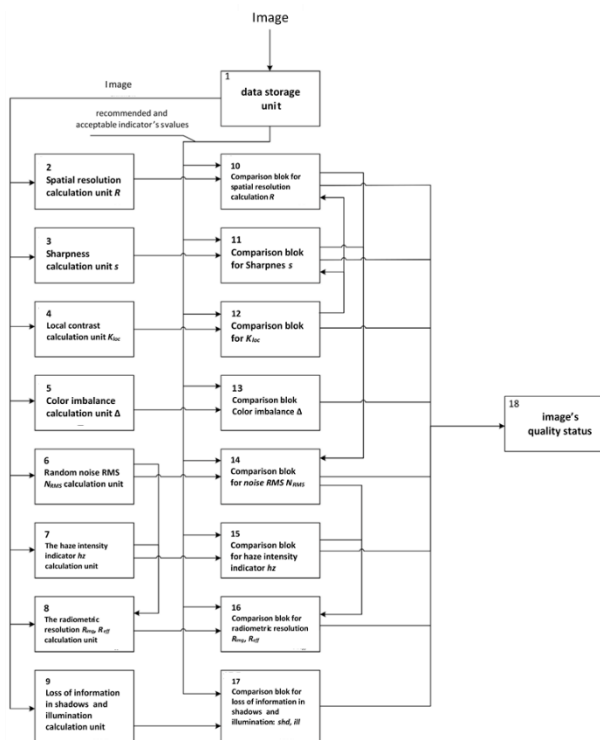 Image
1
data storage
unit
Image
recommended and
acceptable indicator'svalues
2
Spatial resolution
calculation unit R
10
Comparison blok for
spatial resolution
calculation R
3
Sharpness
calculation unit s
11
Comparison blok
for Sharpnes s
4
Local contrast
calculation unit Kloc
12
Comparison blok
for Kloc
5
Color imbalance
calculation unit Δ
13
Comparison blok
Color imbalance Δ
18
image's
quality status
6
Random noise RMS
NRMS calculation unit
14
Comparison blok
for noise RMS NRMS
7
The haze intensity
indicator hz
calculation unit
15
Comparison blok
for haze intensity
indicator hz
8
The radiometric
resolution Rimg, Reff
calculation unit
16
Comparison blok for
radiometric resolution
Rimg, Reff
9
Loss of information
in shadows and
illumination
calculation unit
17
Comparison blok for
loss of information in
shadows and
illumination: shd, ill